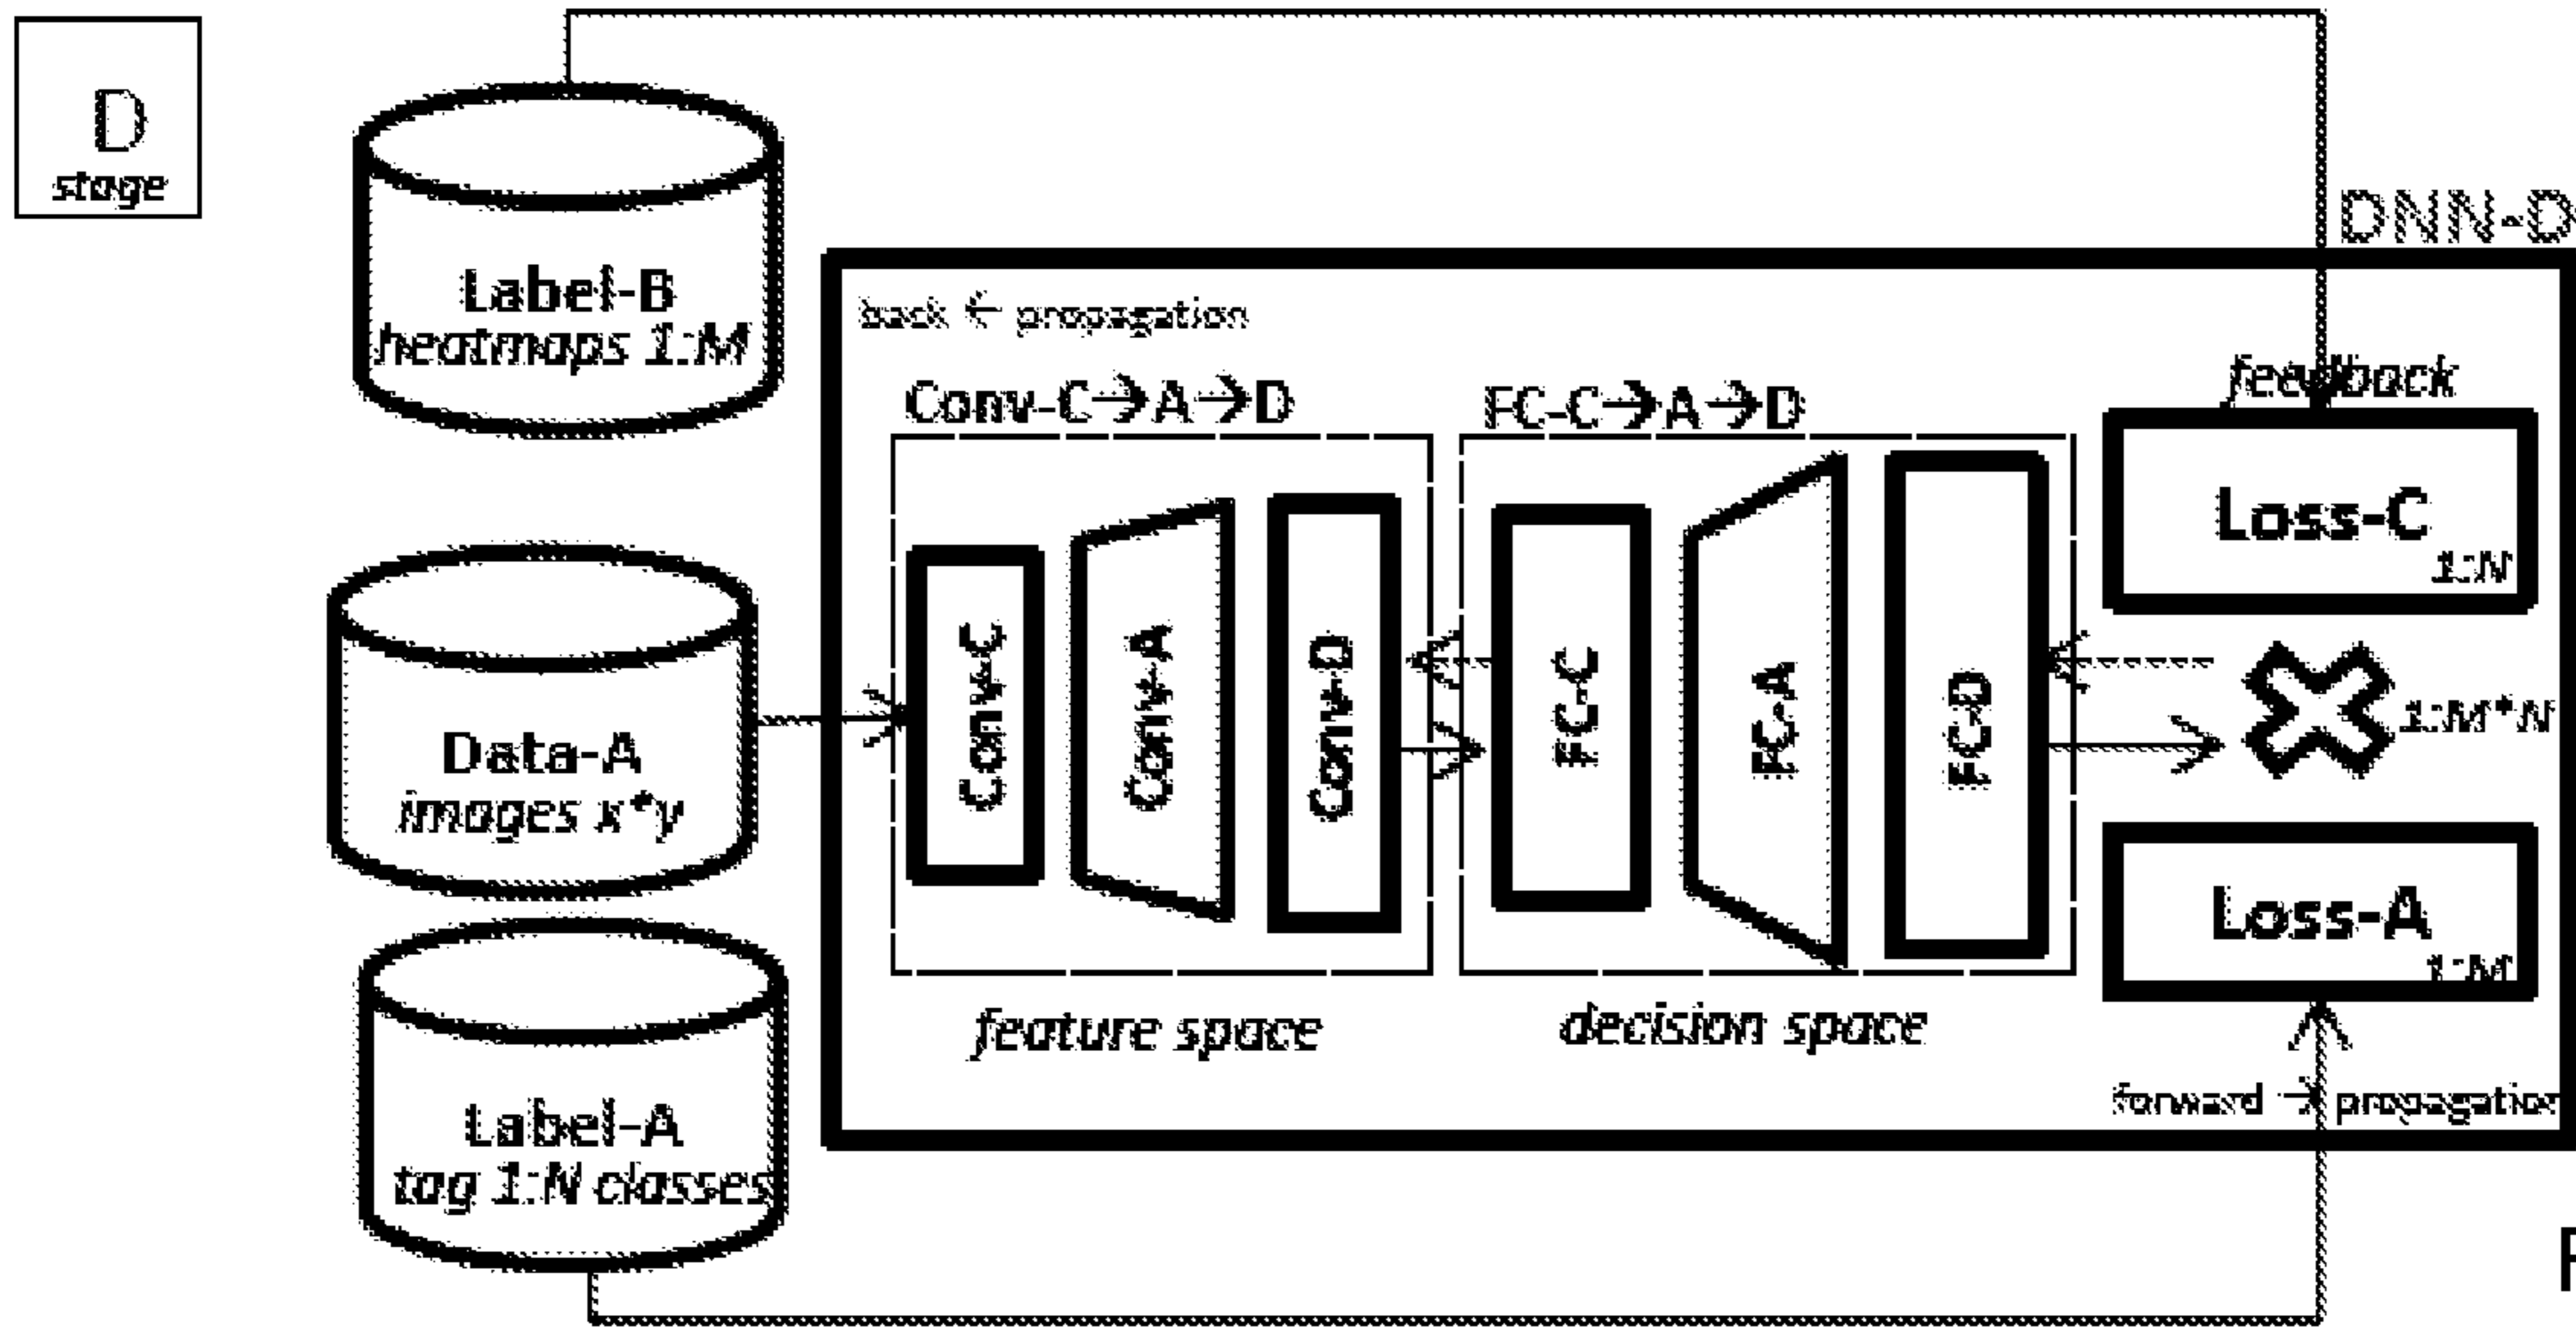 D
stage
Label-B
heatmaps 1:M
Data-A
images x*y
Label-A
tag 1:N classes
DNN-D
back ← propagation
Conv-C→A→D
FC-C→A→D
feedback
Conv-C
Conv-A
Conv-D
FC-C
FC-A
FC-D
Loss-C
1:N
1:M*N
Loss-A
1:M
feature space
decision space
forward → propagation